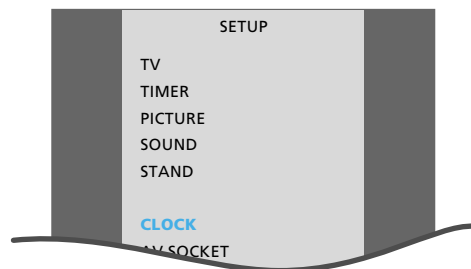 SETUP
TV
TIMER
PICTURE
SOUND
STAND
CLOCK
AV SOCKET